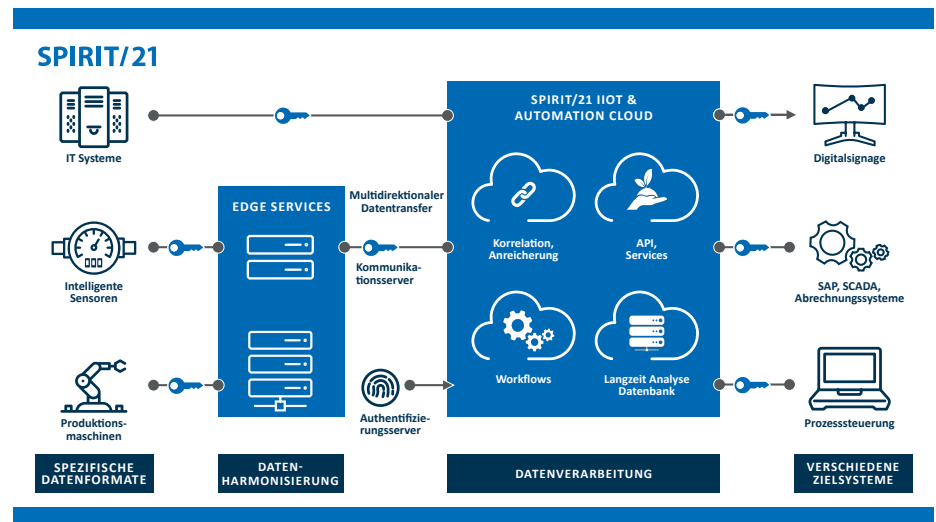 SPIRIT/21
IT Systeme
Intelligente
Sensoren
Produktions-
maschinen
SPEZIFISCHE
DATENFORMATE
EDGE SERVICES
DATEN-
HARMONISIERUNG
Multidirektionaler
Datentransfer
Kommunika-
tionsserver
Authentifizie-
rungsserver
SPIRIT/21 IIOT &
AUTOMATION CLOUD
Korrelation,
Anreicherung
API,
Services
Workflows
Langzeit Analyse
Datenbank
DATENVERARBEITUNG
Digitalsignage
SAP, SCADA,
Abrechnungssysteme
Prozesssteuerung
VERSCHIEDENE
ZIELSYSTEME